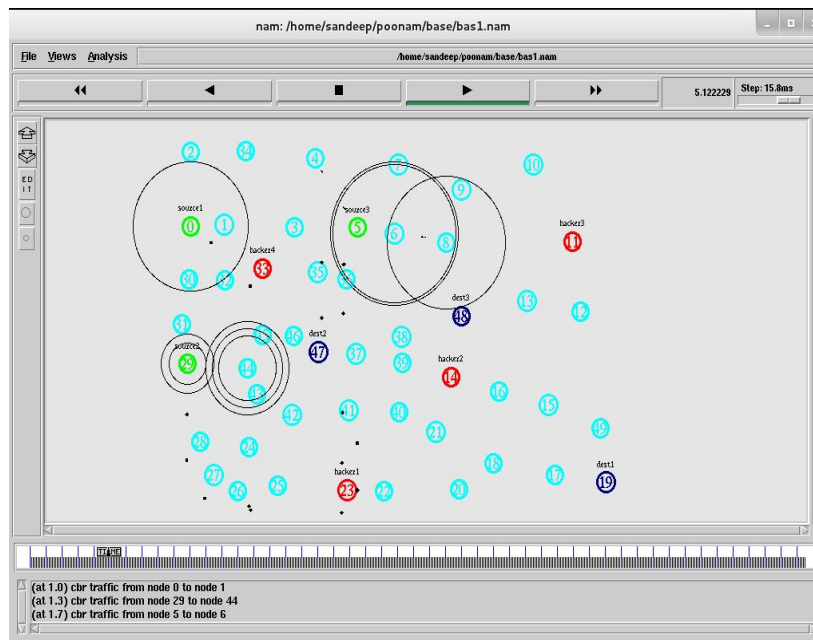 nam: /home/sandeep/poonam/base/bas1.nam
File Views Analysis /home/sandeep/poonam/base/bas1.nam
5.122229 Step: 15.8ms
ED
IT
2 34 4 7 10
9
source1 source3
0 1 3 5 6 8 hacker3
11
hacker4
33
30 32 35
dest3
48 13 12
31
46 dest2 38
source2 47 37 39
29 44 hacker2
14
43 16
42 41 40 15
21 49
28 24
18
27 25 hacker1 17 dest1
26 23 22 20 19
TIME
(at 1.0) cbr traffic from node 0 to node 1
(at 1.3) cbr traffic from node 29 to node 44
(at 1.7) cbr traffic from node 5 to node 6